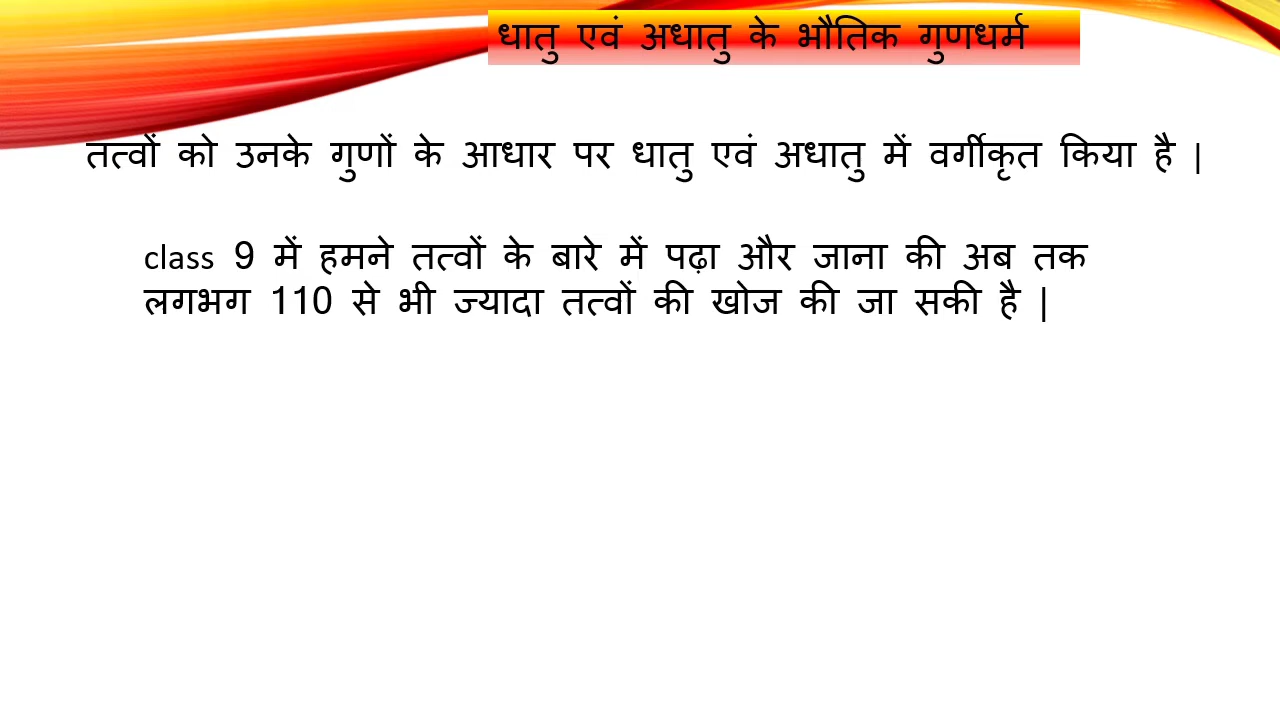 धातु एवं अधातु के भौतिक गुणधर्म
तत्वों को उनके गुणों के आधार पर धातु एवं अधातु में वर्गीकृत किया है |
class 9 में हमने तत्वों के बारे में पढ़ा और जाना की अब तक
लगभग 110 से भी ज्यादा तत्वों की खोज की जा सकी है |